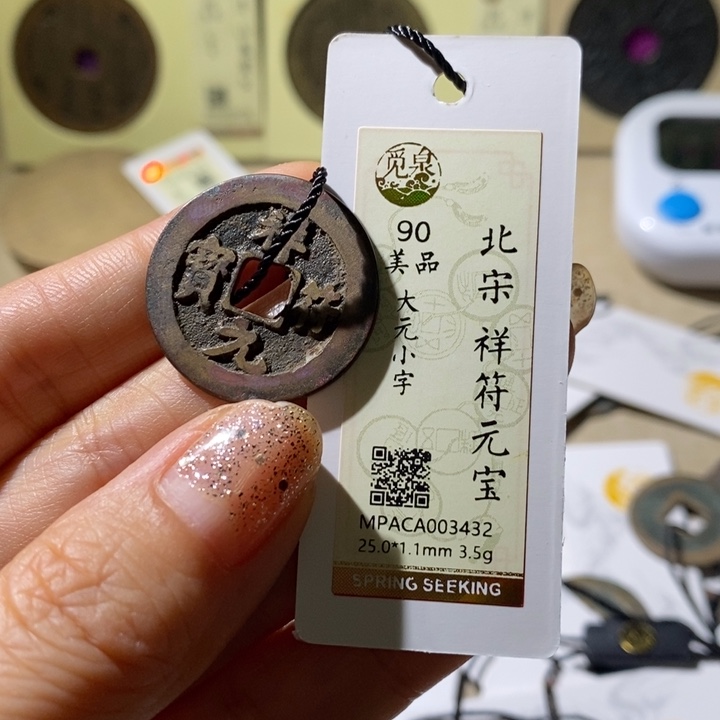 祥符元寶
覓泉
90
美品
大元小字
北宋 祥符元宝
MPACA003432
25.0*1.1mm 3.5g
SPRING SEEKING